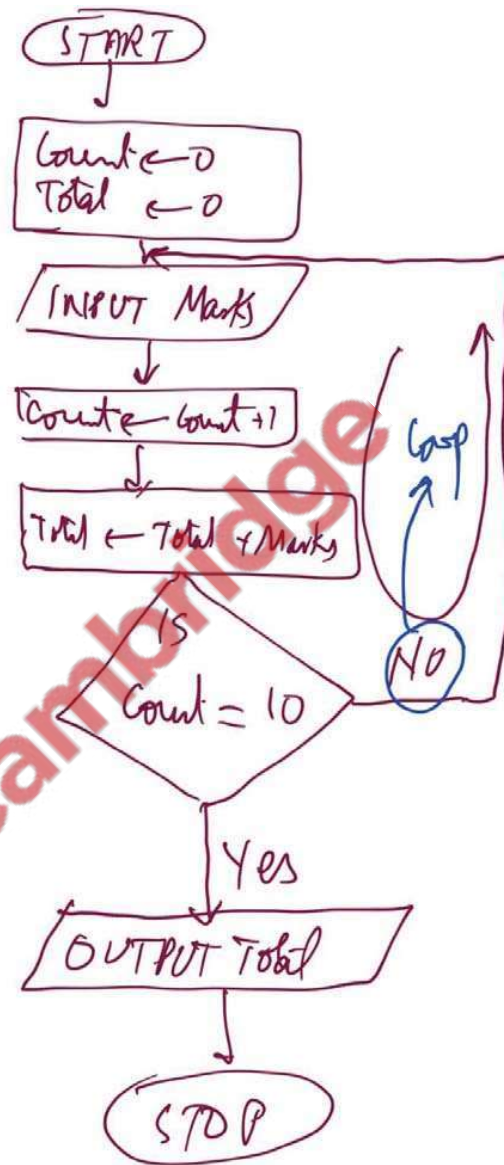 START
Count ← 0
Total ← 0
INPUT Marks
Count ← Count + 1
Total ← Total + Marks
Is
Count = 10
NO
Loop
Yes
OUTPUT Total
STOP
ambridge